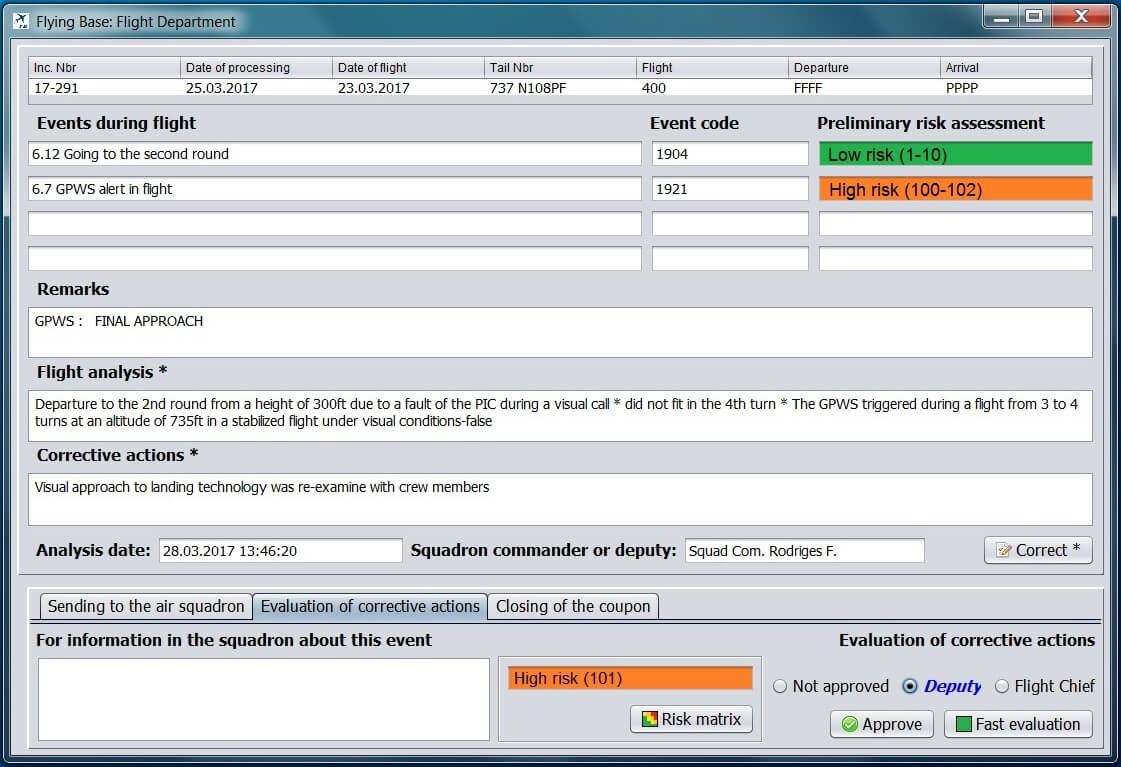 Flying Base: Flight Department
Inc. Nbr Date of processing Date of flight Tail Nbr Flight Departure Arrival
17-291 25.03.2017 23.03.2017 737 N108PF 400 FFFF PPPP
Events during flight Event code Preliminary risk assessment
6.12 Going to the second round 1904 Low risk (1-10)
6.7 GPWS alert in flight 1921 High risk (100-102)
Remarks
GPWS : FINAL APPROACH
Flight analysis *
Departure to the 2nd round from a height of 300ft due to a fault of the PIC during a visual call * did not fit in the 4th turn * The GPWS triggered during a flight from 3 to 4
turns at an altitude of 735ft in a stabilized flight under visual conditions-false
Corrective actions *
Visual approach to landing technology was re-examine with crew members
Analysis date: 28.03.2017 13:46:20 Squadron commander or deputy: Squad Com. Rodriges F. Correct *
Sending to the air squadron Evaluation of corrective actions Closing of the coupon
For information in the squadron about this event Evaluation of corrective actions
High risk (101) Not approved Deputy Flight Chief
Risk matrix Approve Fast evaluation